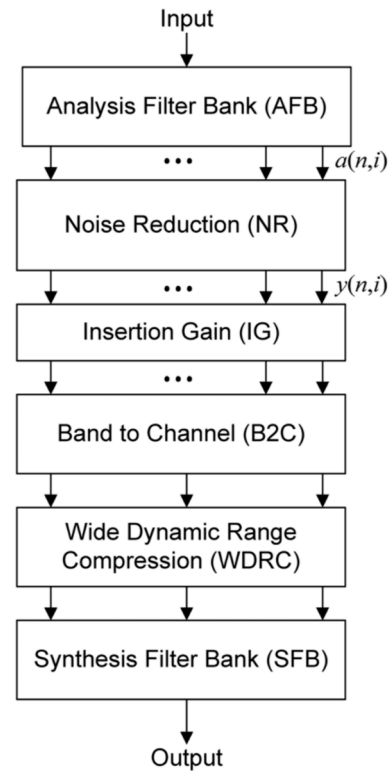 Input
Analysis Filter Bank (AFB)
... a(n,i)
Noise Reduction (NR)
... y(n,i)
Insertion Gain (IG)
...
Band to Channel (B2C)
Wide Dynamic Range
Compression (WDRC)
Synthesis Filter Bank (SFB)
Output